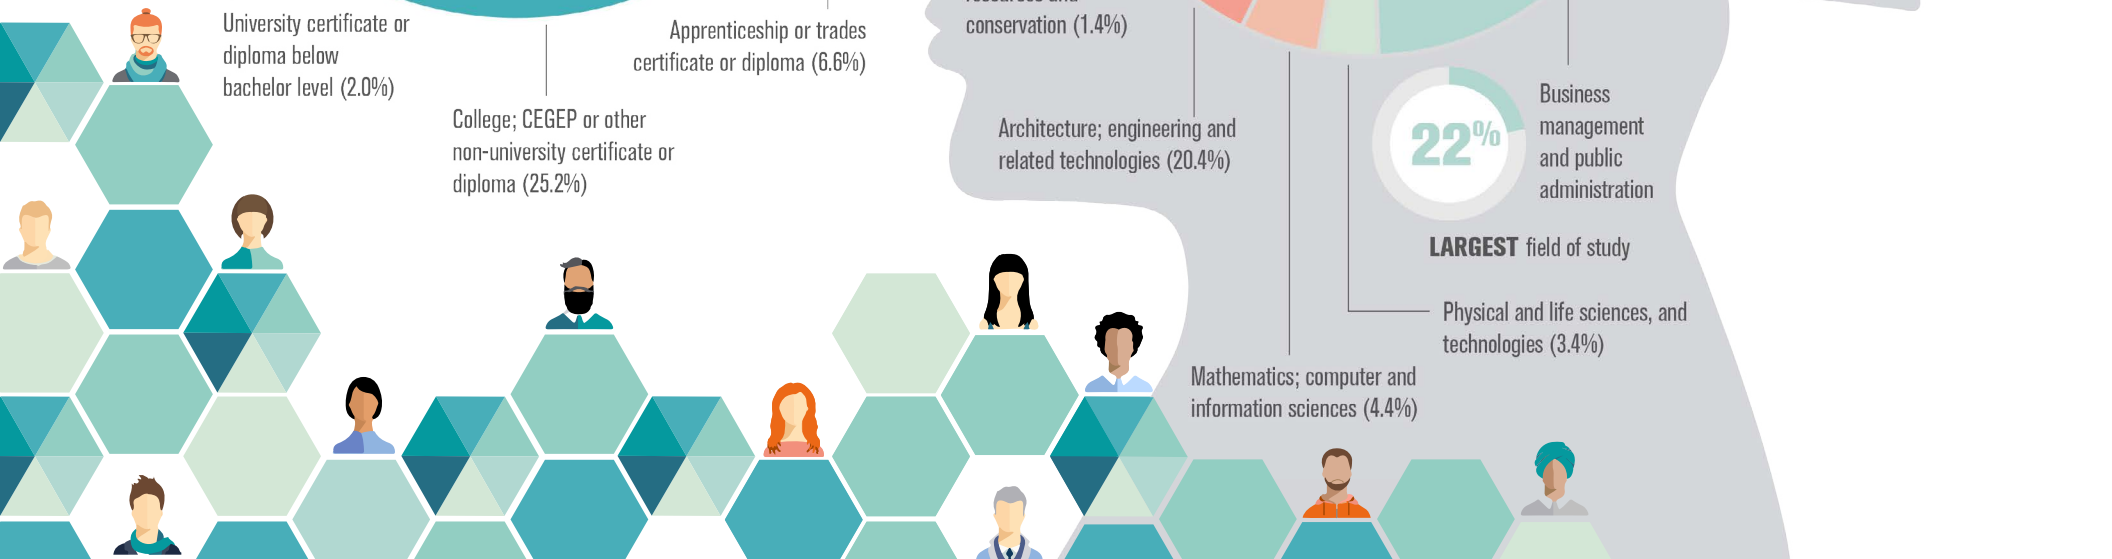 University certificate or
diploma below
bachelor level (2.0%)
College; CEGEP or other
non-university certificate or
diploma (25.2%)
Apprenticeship or trades
certificate or diploma (6.6%)
conservation (1.4%)
Architecture; engineering and
related technologies (20.4%)
22%
Business
management
and public
administration
LARGEST field of study
Physical and life sciences, and
technologies (3.4%)
Mathematics; computer and
information sciences (4.4%)